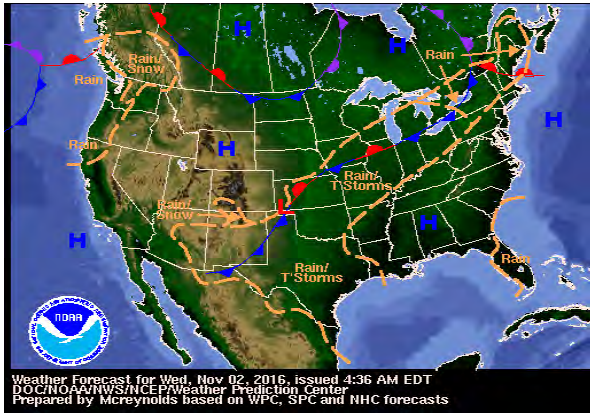 H
H
Rain
Rain/
Snow
Rain
H
Rain
H
Rain/
T'Storms
Rain/
Snow
L
H
H
Rain
Rain/
T'Storms
NOAA
Weather Forecast for Wed, Nov 02, 2016, issued 4:36 AM EDT
DOC/NOAA/NWS/NCEP/Weather Prediction Center
Prepared by Mcreynolds based on WPC, SPC and NHC forecasts